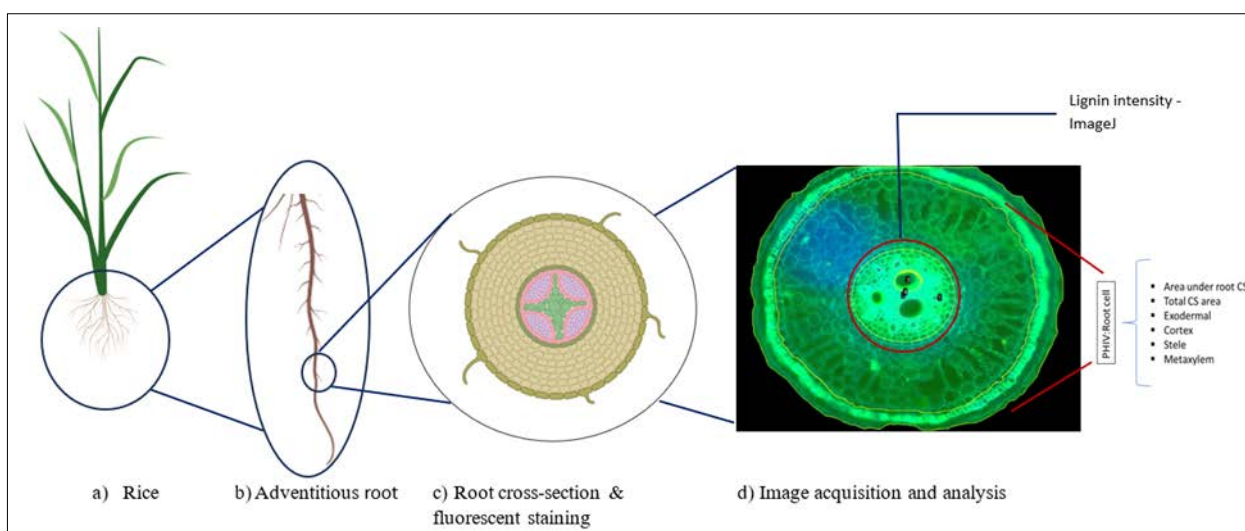 Lignin intensity -
ImageJ
PHIV:Root cell
• Area under root CS
• Total CS area
• Exodermal
• Cortex
• Stele
• Metaxylem
a) Rice
b) Adventitious root
c) Root cross-section &
fluorescent staining
d) Image acquisition and analysis